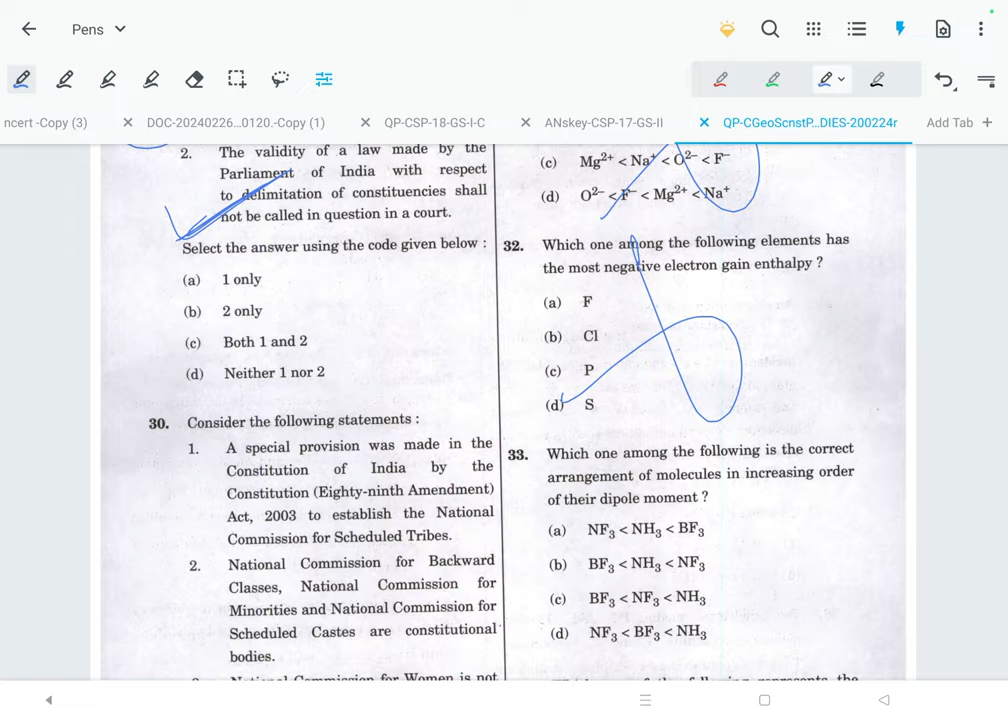 Pens
ncert -Copy (3)
DOC-20240226...0120.-Copy (1)
QP-CSP-18-GS-I-C
ANskey-CSP-17-GS-II
QP-CGeoScnstP...DIES-200224r
Add Tab +
2. The validity of a law made by the
Parliament of India with respect
to delimitation of constituencies shall
not be called in question in a court.
Select the answer using the code given below :
(a) 1 only
(b) 2 only
(c) Both 1 and 2
(d) Neither 1 nor 2
30. Consider the following statements :
1. A special provision was made in the
Constitution of India by the
Constitution (Eighty-ninth Amendment)
Act, 2003 to establish the National
Commission for Scheduled Tribes.
2. National Commission for Backward
Classes, National Commission for
Minorities and National Commission for
Scheduled Castes are constitutional
bodies.
Commission for Women is not
(c) Mg²⁺ < Na⁺ < O²⁻ < F⁻
(d) O²⁻ < F⁻ < Mg²⁺ < Na⁺
32. Which one among the following elements has
the most negative electron gain enthalpy ?
(a) F
(b) Cl
(c) P
(d) S
33. Which one among the following is the correct
arrangement of molecules in increasing order
of their dipole moment ?
(a) NF₃ < NH₃ < BF₃
(b) BF₃ < NH₃ < NF₃
(c) BF₃ < NF₃ < NH₃
(d) NF₃ < BF₃ < NH₃